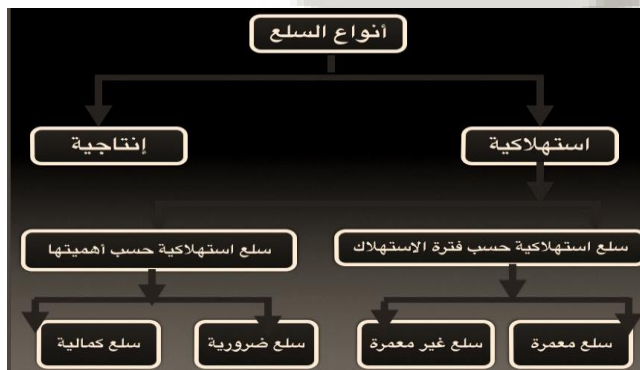 أنواع السلع
استهلاكية
إنتاجية
سلع استهلاكية حسب فترة الاستهلاك
سلع استهلاكية حسب أهميتها
سلع معمرة
سلع غير معمرة
سلع ضرورية
سلع كمالية